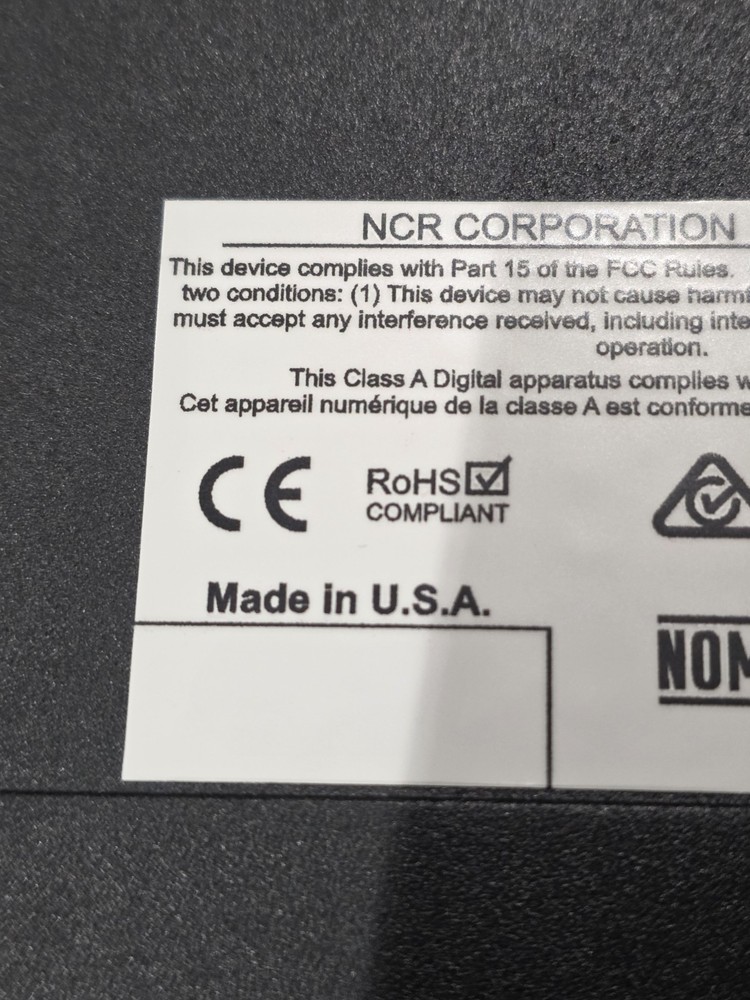 NCR CORPORATION
This device complies with Part 15 of the FCC Rules.
two conditions: (1) This device may not cause
must accept any interference received, including
operation.
This Class A Digital apparatus complies
Cet appareil numérique de la classe A est conforme
CE RoHS
COMPLIANT
Made in U.S.A.
NOM